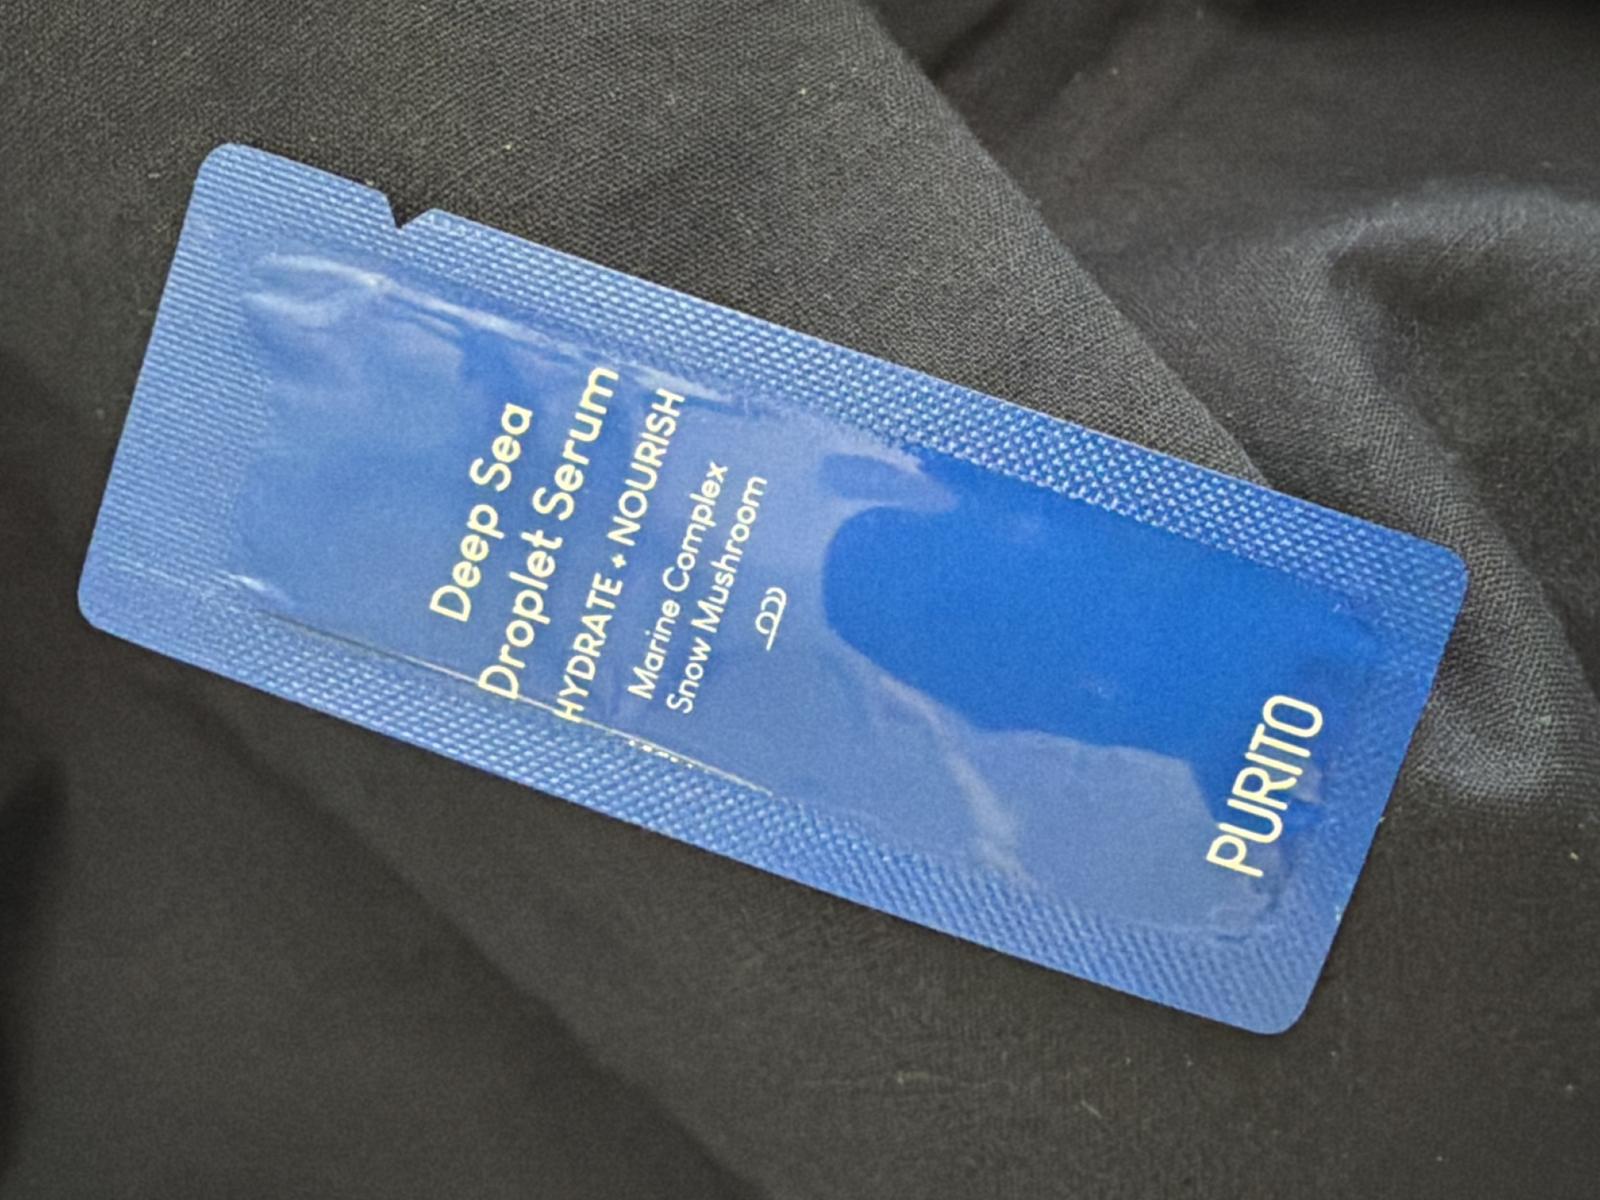 Deep Sea
Droplet Serum
HYDRATE + NOURISH
Marine Complex
Snow Mushroom
PURITO